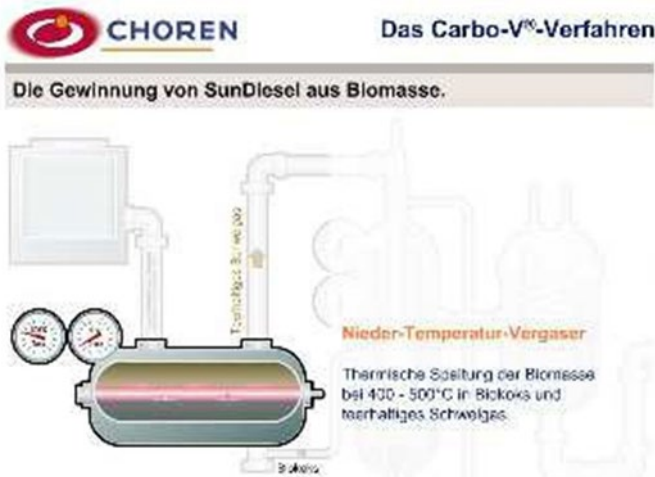 CHOREN
Das Carbo-V®-Verfahren
Die Gewinnung von SunDiesel aus Biomasse.
Teerhaltiges Schwelgas
Nieder-Temperatur-Vergaser
Thermische Spaltung der Biomasse
bei 400 - 500°C in Biokoks und
teerhaltiges Schwelgas.
Biokoks